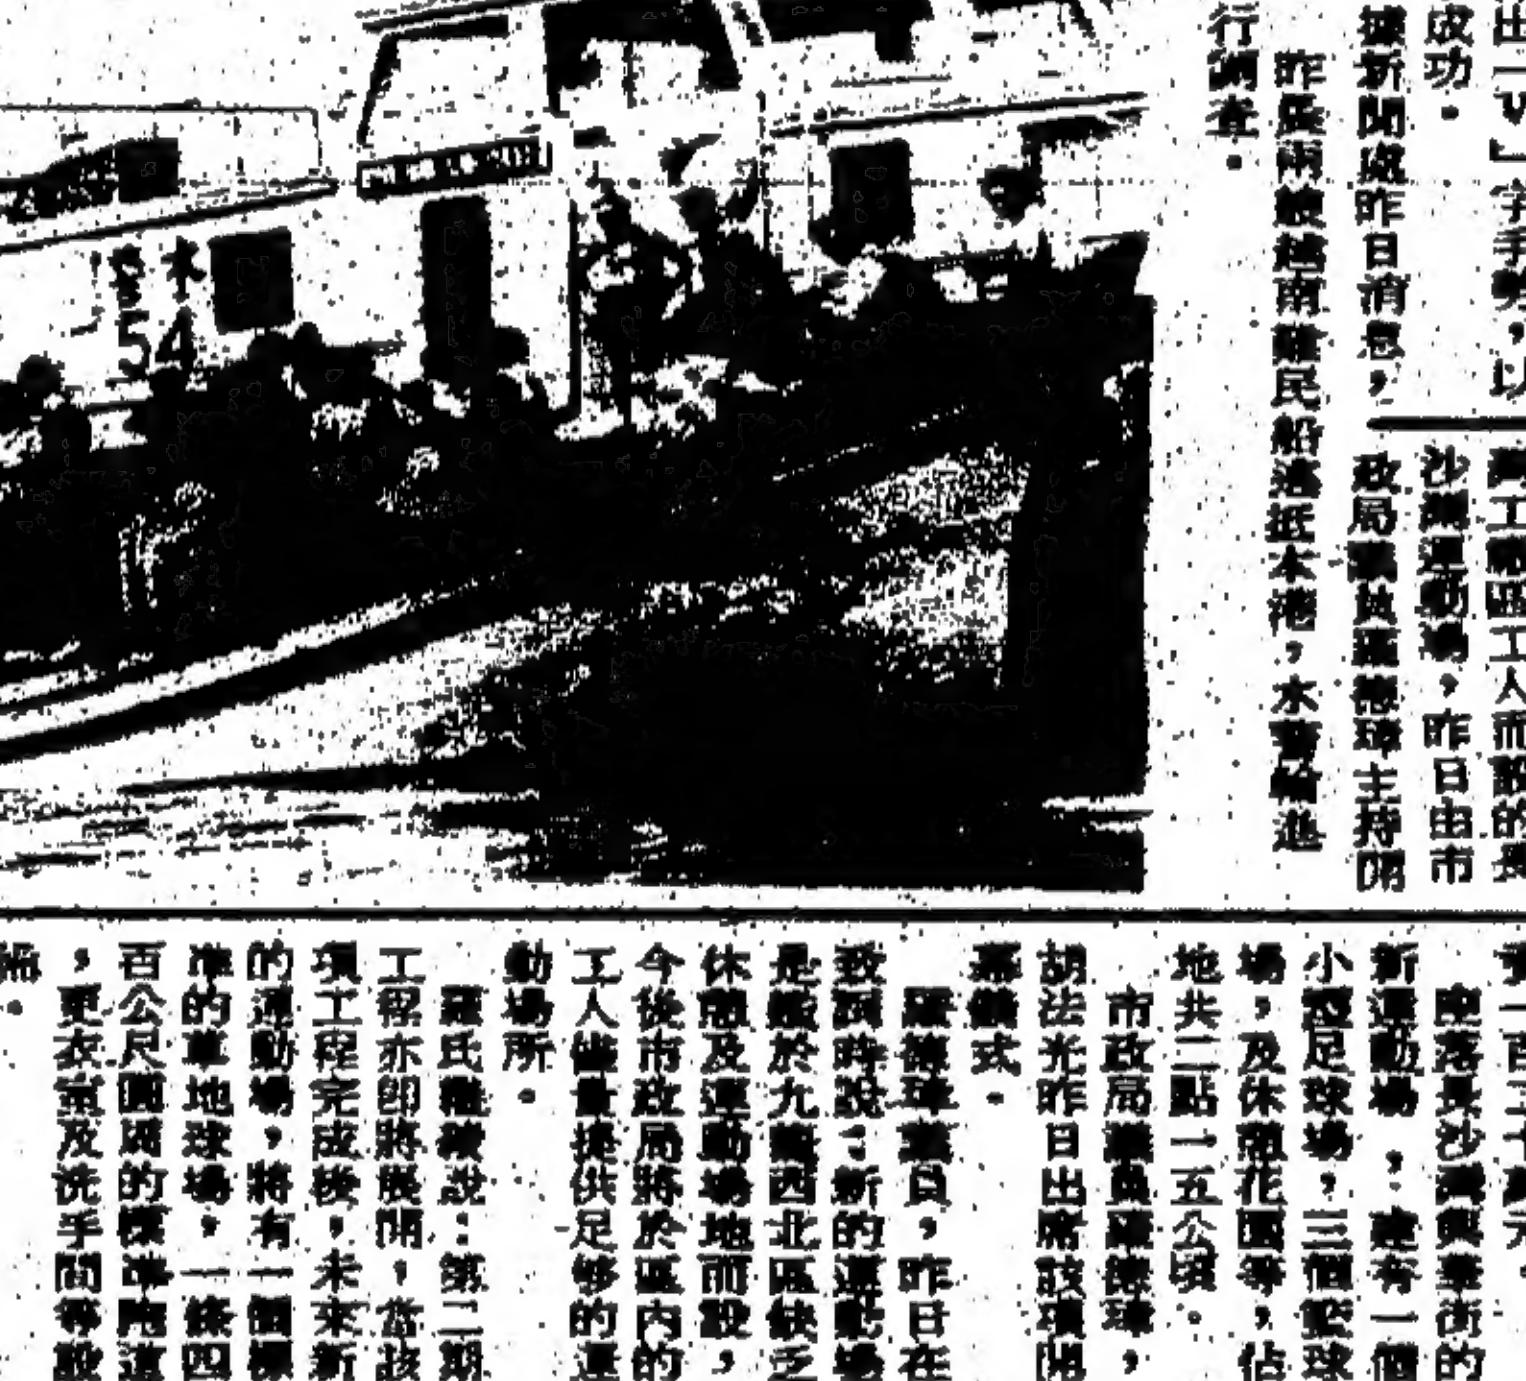 出「V」字手勢，以
成功。
據新聞處昨日消息，
昨晨兩艘越南難民船抵本港，水警輪進
行調查。
水警
54
工廠區工人而設的長
沙灣運動場，昨日由市
政局議員羅德璋主持開
座落長沙灣興華街的
新運動場，建有一個
小型足球場，三個籃球
場，及休憩花園等，佔
地共二點一五公頃。
市政局議員羅德璋，
胡法光昨日出席該項開
幕儀式。
羅德璋議員，昨日在
致詞時說：新的運動場
是鑑於九龍西北區缺乏
休憩及運動場地而設，
今後市政局將於區內的
工人儘量提供足够的運
動場所。
羅氏繼續說：第二期
工程亦即將展開，當該
項工程完成後，未來新
的運動場，將有一個標
準的草地球場，一條四
百公尺圓周的標準跑道
，更衣室及洗手間等設
備。